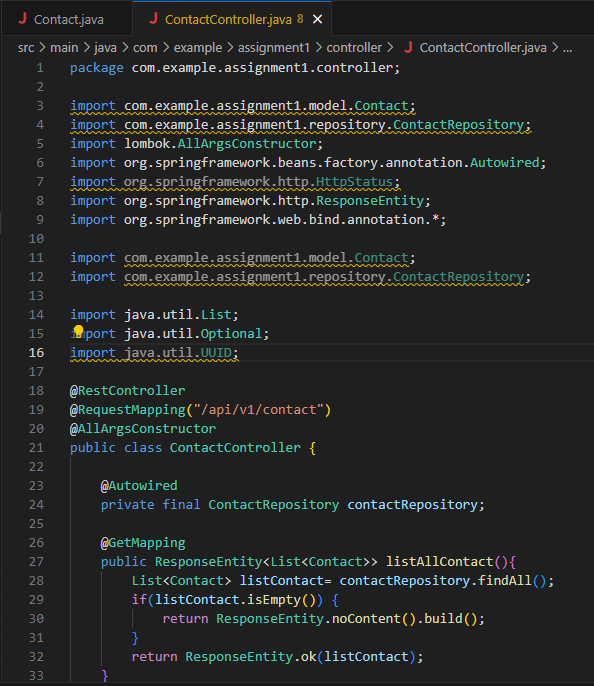 Contact.java
ContactController.java 8 ×
src > main > java > com > example > assignment1 > controller > ContactController.java > ...
1 package com.example.assignment1.controller;
2
3 import com.example.assignment1.model.Contact;
4 import com.example.assignment1.repository.ContactRepository;
5 import lombok.AllArgsConstructor;
6 import org.springframework.beans.factory.annotation.Autowired;
7 import org.springframework.http.HttpStatus;
8 import org.springframework.http.ResponseEntity;
9 import org.springframework.web.bind.annotation.*;
10
11 import com.example.assignment1.model.Contact;
12 import com.example.assignment1.repository.ContactRepository;
13
14 import java.util.List;
15 import java.util.Optional;
16 import java.util.UUID;
17
18 @RestController
19 @RequestMapping("/api/v1/contact")
20 @AllArgsConstructor
21 public class ContactController {
22
23 @Autowired
24 private final ContactRepository contactRepository;
25
26 @GetMapping
27 public ResponseEntity<List<Contact>> listAllContact(){
28 List<Contact> listContact= contactRepository.findAll();
29 if(listContact.isEmpty()) {
30 return ResponseEntity.noContent().build();
31 }
32 return ResponseEntity.ok(listContact);
33 }